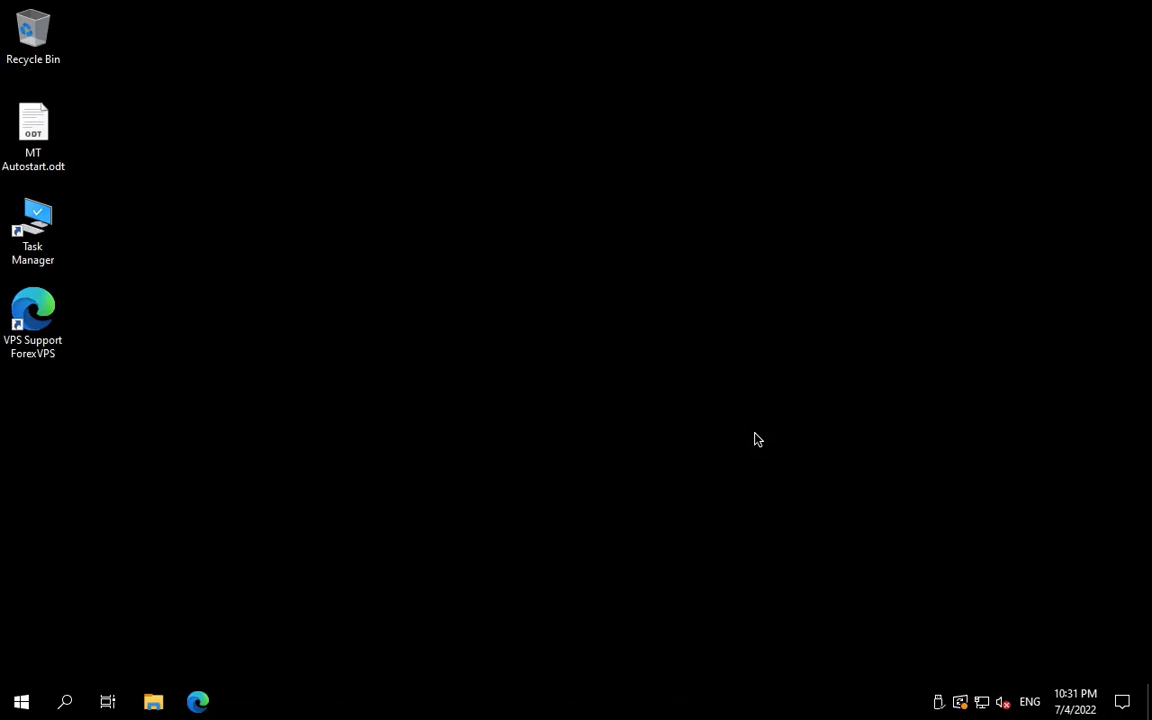 Recycle Bin
ODT
MT
Autostart.odt
Task
Manager
VPS Support
ForexVPS
ENG
10:31 PM
7/4/2022